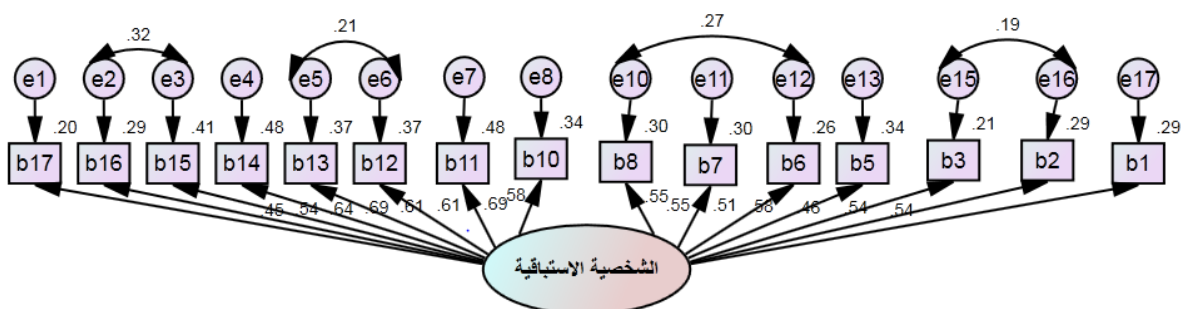 .32 .21 .27 .19
e1 e2 e3 e4 e5 e6 e7 e8 e10 e11 e12 e13 e15 e16 e17
.20 .29 .41 .48 .37 .37 .48 .34 .30 .30 .26 .34 .21 .29 .29
b17 b16 b15 b14 b13 b12 b11 b10 b8 b7 b6 b5 b3 b2 b1
.45 .54 .64 .69 .61 .61 .69 .58 .55 .55 .51 .58 .46 .54 .54
الشخصية الاستباقية